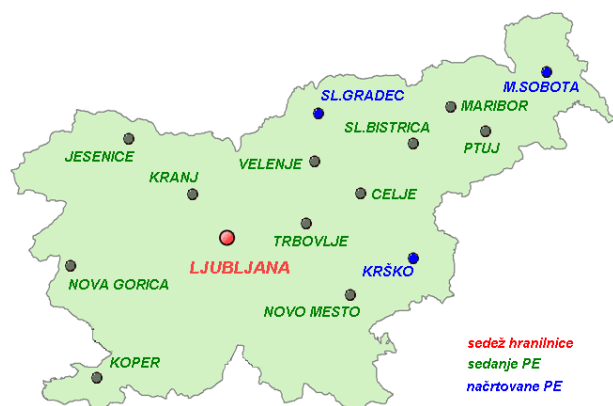 M.SOBOTA
SL.GRADEC
MARIBOR
SL.BISTRICA
PTUJ
JESENICE
VELENJE
KRANJ
CELJE
TRBOVLJE
LJUBLJANA
KRŠKO
NOVA GORICA
NOVO MESTO
sedež hranilnice
KOPER
sedanje PE
načrtovane PE